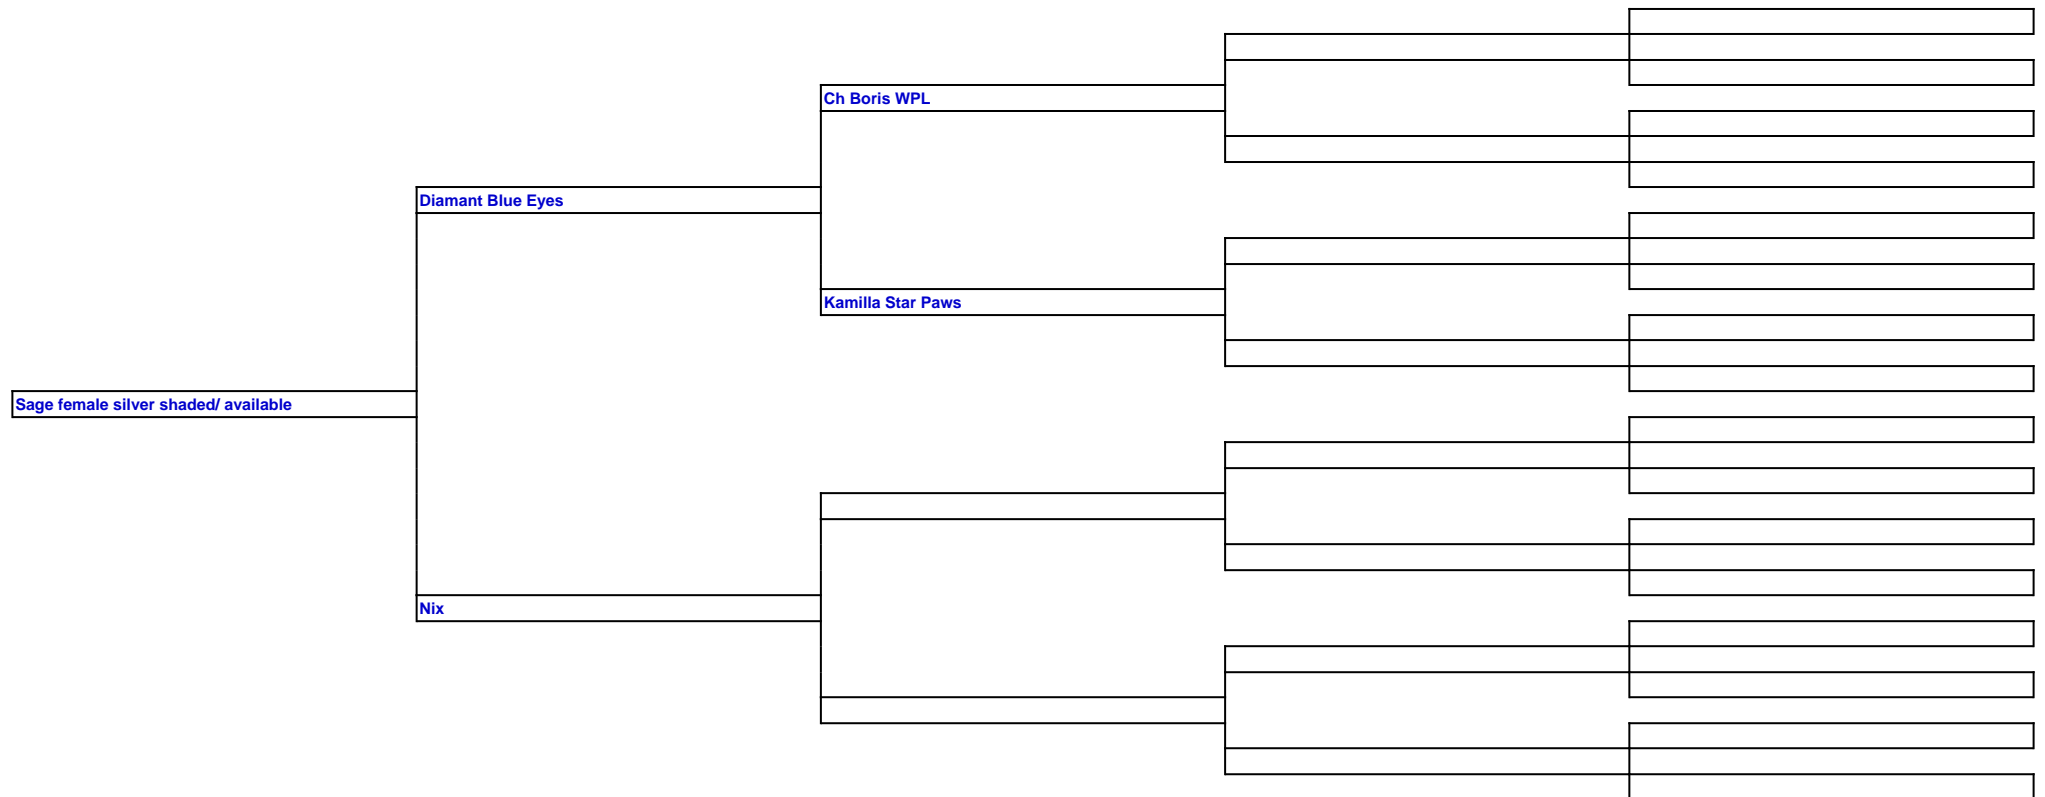 Ch Boris WPL
Diamant Blue Eyes
Kamilla Star Paws
Sage female silver shaded/ available
Nix